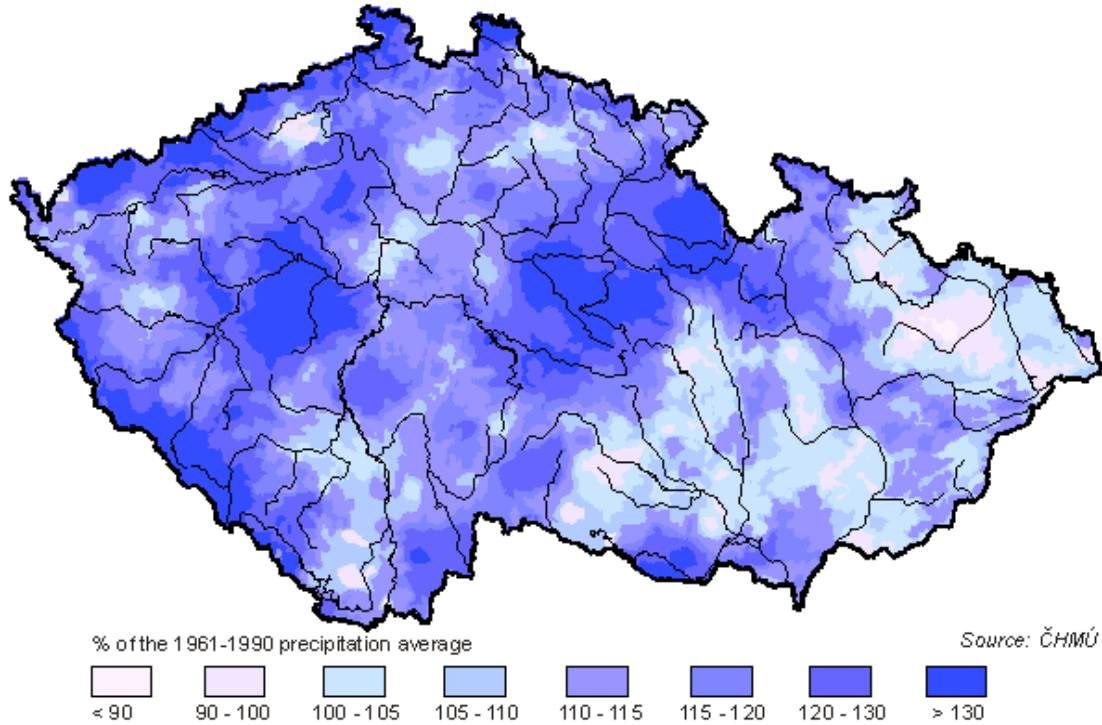 % of the 1961-1990 precipitation average
Source: ČHMÚ
< 90
90 - 100
100 - 105
105 - 110
110 - 115
115 - 120
120 - 130
> 130